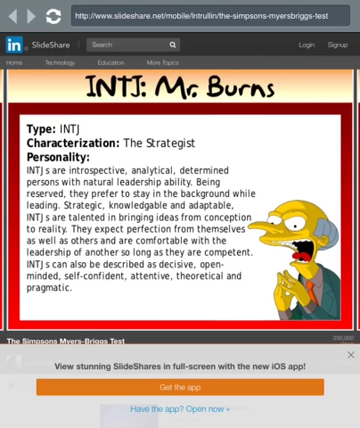 http://www.slideshare.net/mobile/lntrullin/the-simpsons-myersbriggs-test
in SlideShare Search Login Signup
Home Technology Education More Topics
INTJ: Mr. Burns
Type: INTJ
Characterization: The Strategist
Personality:
INTJs are introspective, analytical, determined
persons with natural leadership ability. Being
reserved, they prefer to stay in the background while
leading. Strategic, knowledgable and adaptable,
INTJs are talented in bringing ideas from conception
to reality. They expect perfection from themselves
as well as others and are comfortable with the
leadership of another so long as they are competent.
INTJs can also be described as decisive, open-
minded, self-confident, attentive, theoretical and
pragmatic.
The Simpsons Myers-Briggs Test
View stunning SlideShares in full-screen with the new iOS app!
Get the app
Have the app? Open now »